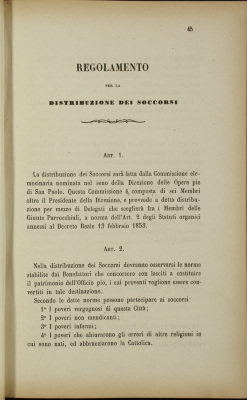 45
REGOLAMENTO
PER LA
DISTRIBUZIONE DEI SOCCORSI
ART. 1.
La distribuzione dei Soccorsi sarà fatta dalla Commissione ele-
mosinaria nominata nel seno della Direzione delle Opere pie
di San Paolo. Questa Commissione è composta di sei Membri
oltre il Presidente della Direzione, e provvede a detta distribu-
zione per mezzo di Delegati che sceglierà fra i Membri delle
Giunte Parrocchiali, a norma dell'Art. 2 degli Statuti organici
annessi al Decreto Reale 13 febbraio 1853.
ART. 2.
Nella distribuzione dei Soccorsi devono osservarsi le norme
stabilite dai Benefattori che concorsero con lasciti a costituire
il patrimonio dell'Officio pio, i cui proventi vogliono essere con-
vertiti in tale destinazione.
Secondo le dette norme possono partecipare ai soccorsi:
1° I poveri vergognosi di questa Città;
2° I poveri non mendicanti;
3° I poveri infermi;
4° I poveri che abiurarono gli errori di altre religioni in
cui sono nati, ed abbracciarono la Cattolica.